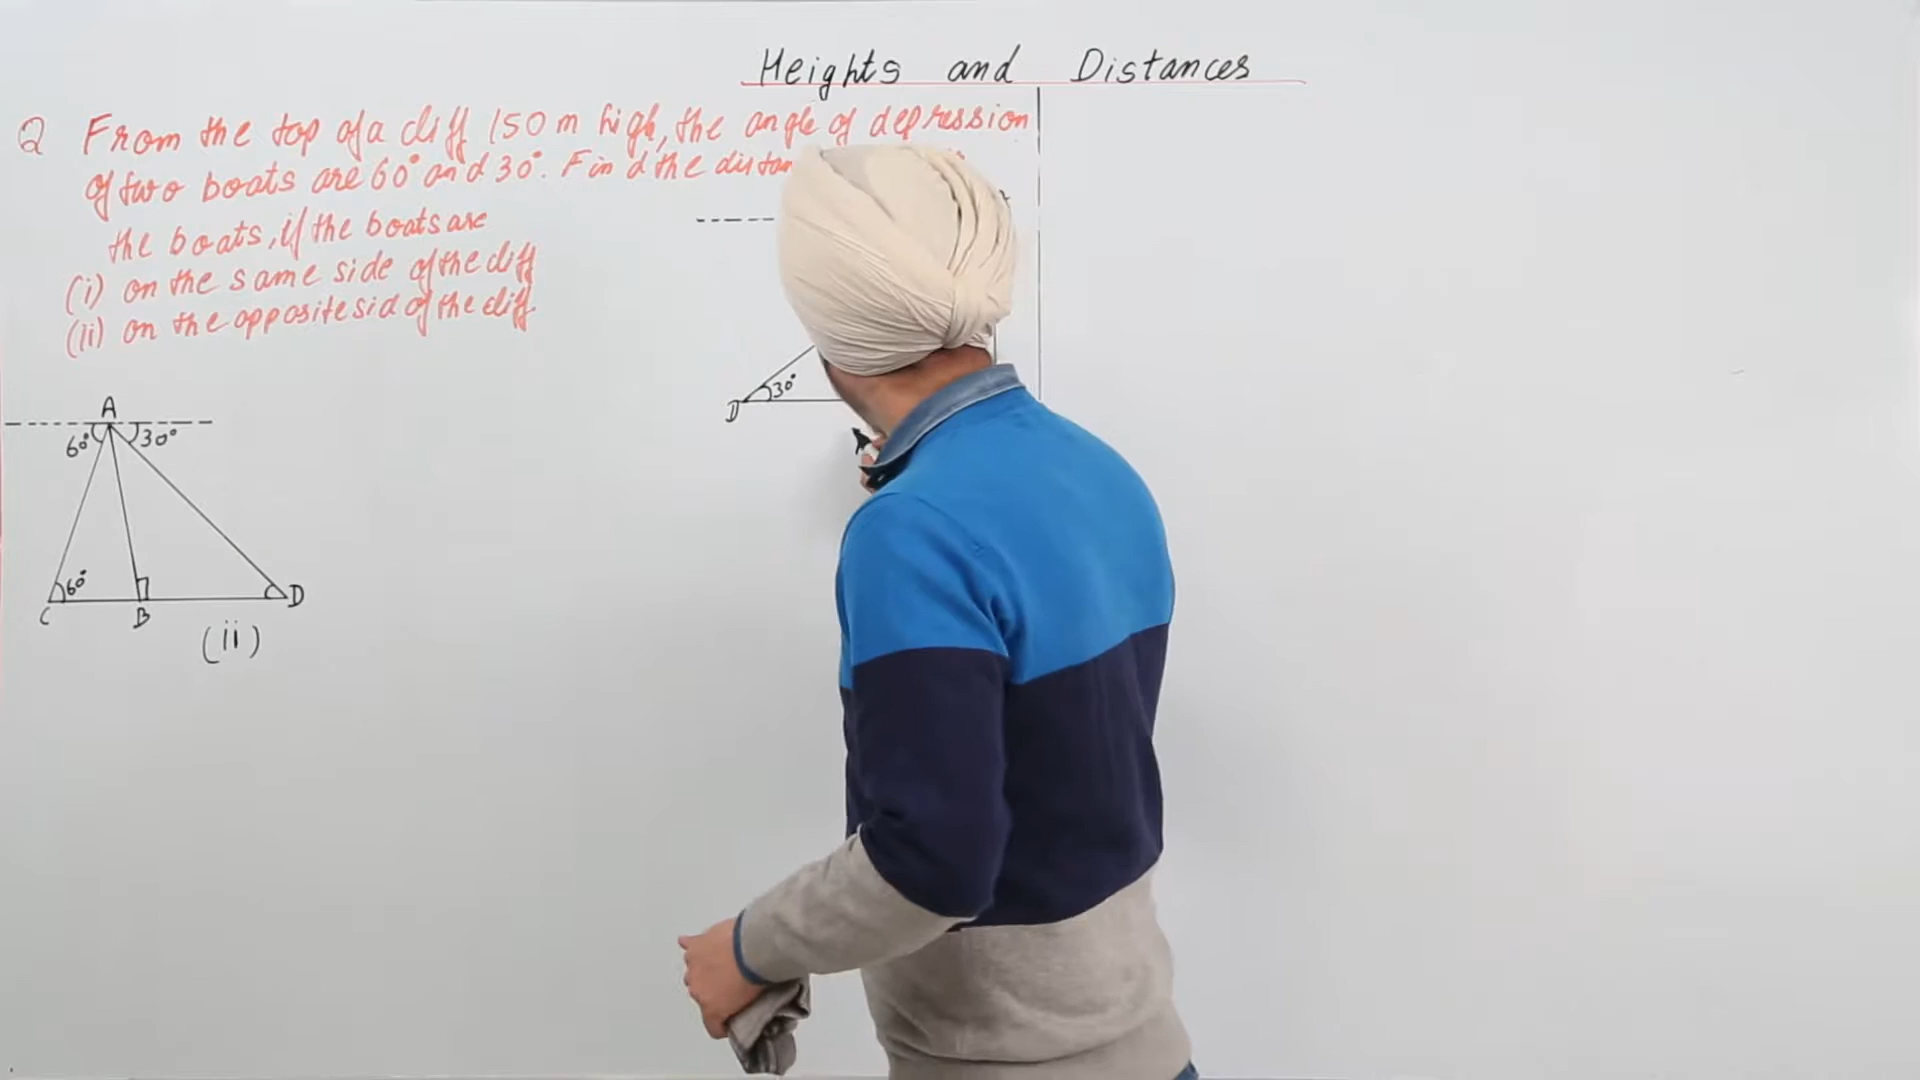 Heights and Distances
Q From the top of a cliff 150 m high, the angle of depression
of two boats are 60° and 30°. Find the
the boats, if the boats are
(i) on the same side of the cliff
(ii) on the opposite sid of the cliff.
A
60° 30°
60°
C B D
(ii)
30°
D